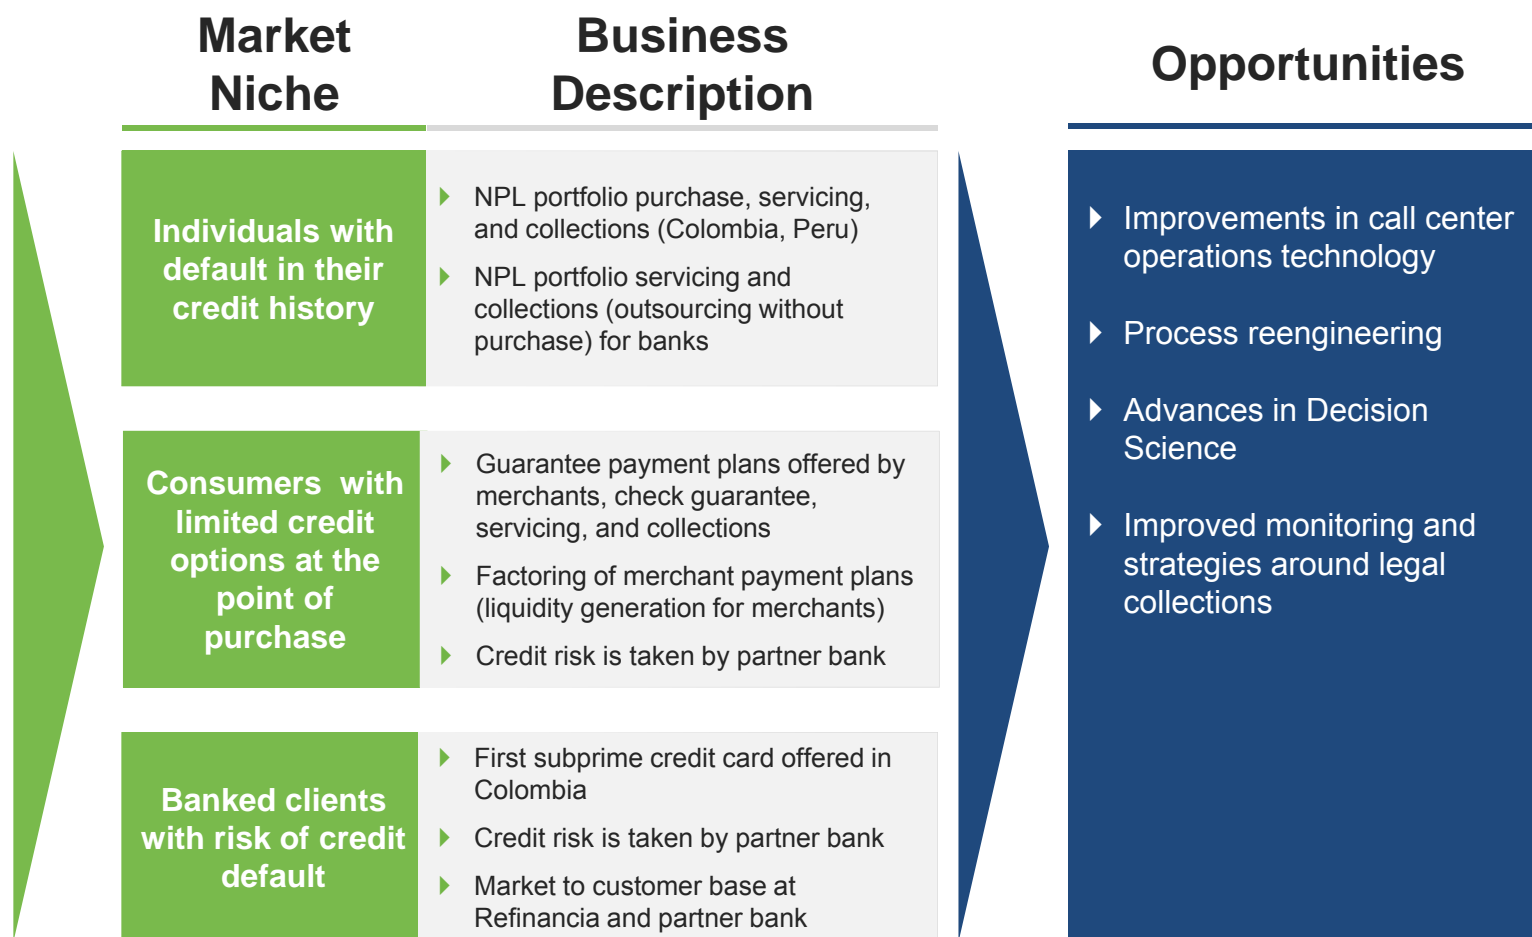 Market
Niche
Business
Description
Opportunities
Individuals with
default in their
credit history
NPL portfolio purchase, servicing,
and collections (Colombia, Peru)
NPL portfolio servicing and
collections (outsourcing without
purchase) for banks
Consumers with
limited credit
options at the
point of
purchase
Guarantee payment plans offered by
merchants, check guarantee,
servicing, and collections
Factoring of merchant payment plans
(liquidity generation for merchants)
Credit risk is taken by partner bank
Banked clients
with risk of credit
default
First subprime credit card offered in
Colombia
Credit risk is taken by partner bank
Market to customer base at
Refinancia and partner bank
Improvements in call center
operations technology
Process reengineering
Advances in Decision
Science
Improved monitoring and
strategies around legal
collections